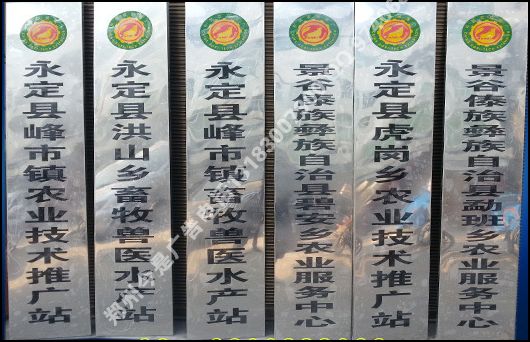 永定县峰市镇农业技术推广站
永定县洪山乡畜牧兽医水产站
永定县峰市镇畜牧兽医水产站
景谷傣族彝族自治县碧安乡农业服务中心
永定县虎岗乡农业技术推广站
景谷傣族彝族自治县勐班乡农业服务中心